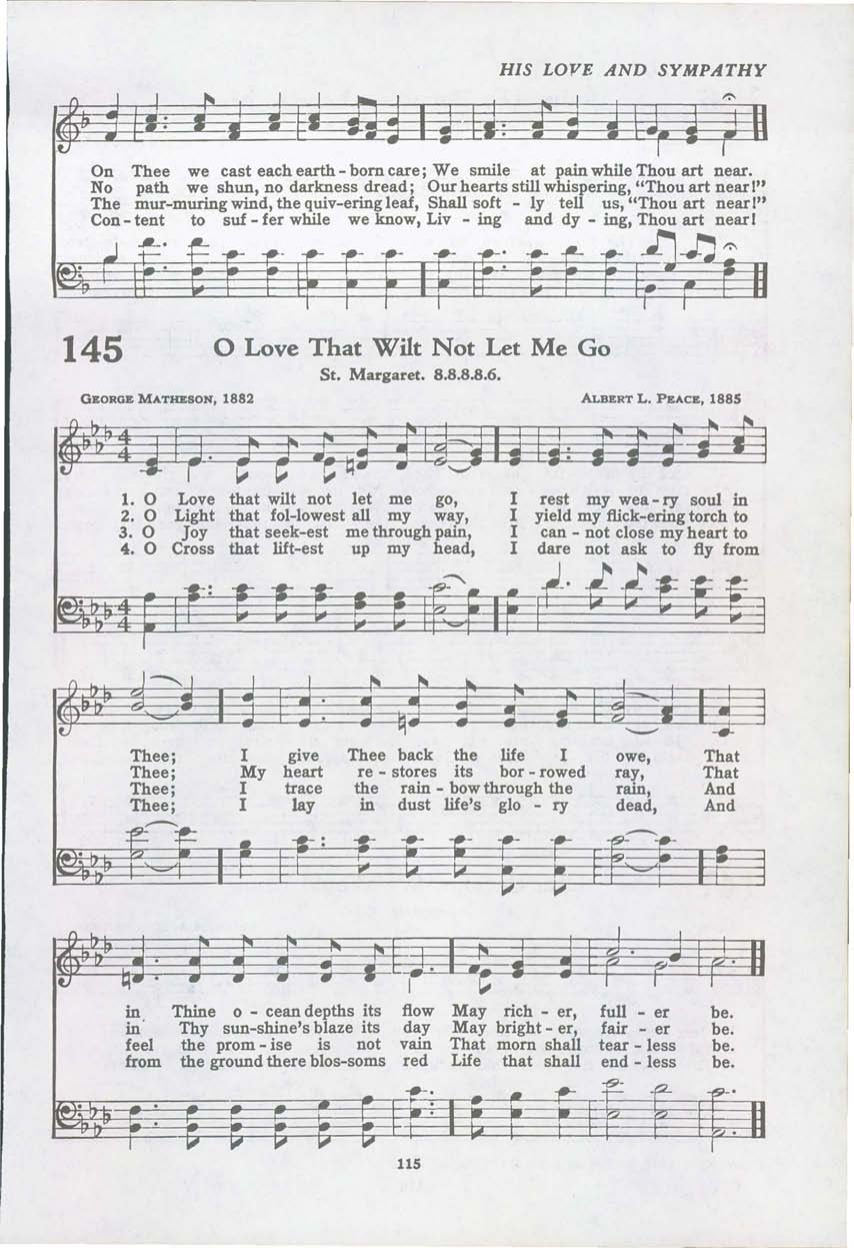 HIS LOVE AND SYMPATHY
On Thee we cast each earth - born care; We smile at pain while Thou art near.
No path we shun, no darkness dread; Our hearts still whispering, "Thou art near!"
The mur-muring wind, the quiv-ering leaf, Shall soft - ly tell us, "Thou art near!"
Con - tent to suf - fer while we know, Liv - ing and dy - ing, Thou art near!
145 O Love That Wilt Not Let Me Go
St. Margaret. 8.8.8.8.6.
GEORGE MATHESON, 1882 ALBERT L. PEACE, 1885
4
4
1. O Love that wilt not let me go, I rest my wea - ry soul in
2. O Light that fol-lowest all my way, I yield my flick-ering torch to
3. O Joy that seek-est me through pain, I can - not close my heart to
4. O Cross that lift-est up my head, I dare not ask to fly from
4
4
Thee; I give Thee back the life I owe, That
Thee; My heart re - stores its bor - rowed ray, That
Thee; I trace the rain - bow through the rain, And
Thee; I lay in dust life's glo - ry dead, And
in Thine o - cean depths its flow May rich - er, full - er be.
in Thy sun-shine's blaze its day May bright - er, fair - er be.
feel the prom - ise is not vain That morn shall tear - less be.
from the ground there blos-soms red Life that shall end - less be.
115